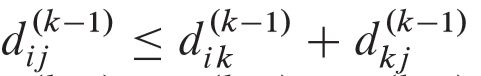 d_{ij}^{(k-1)} ≤ d_{ik}^{(k-1)} + d_{kj}^{(k-1)}